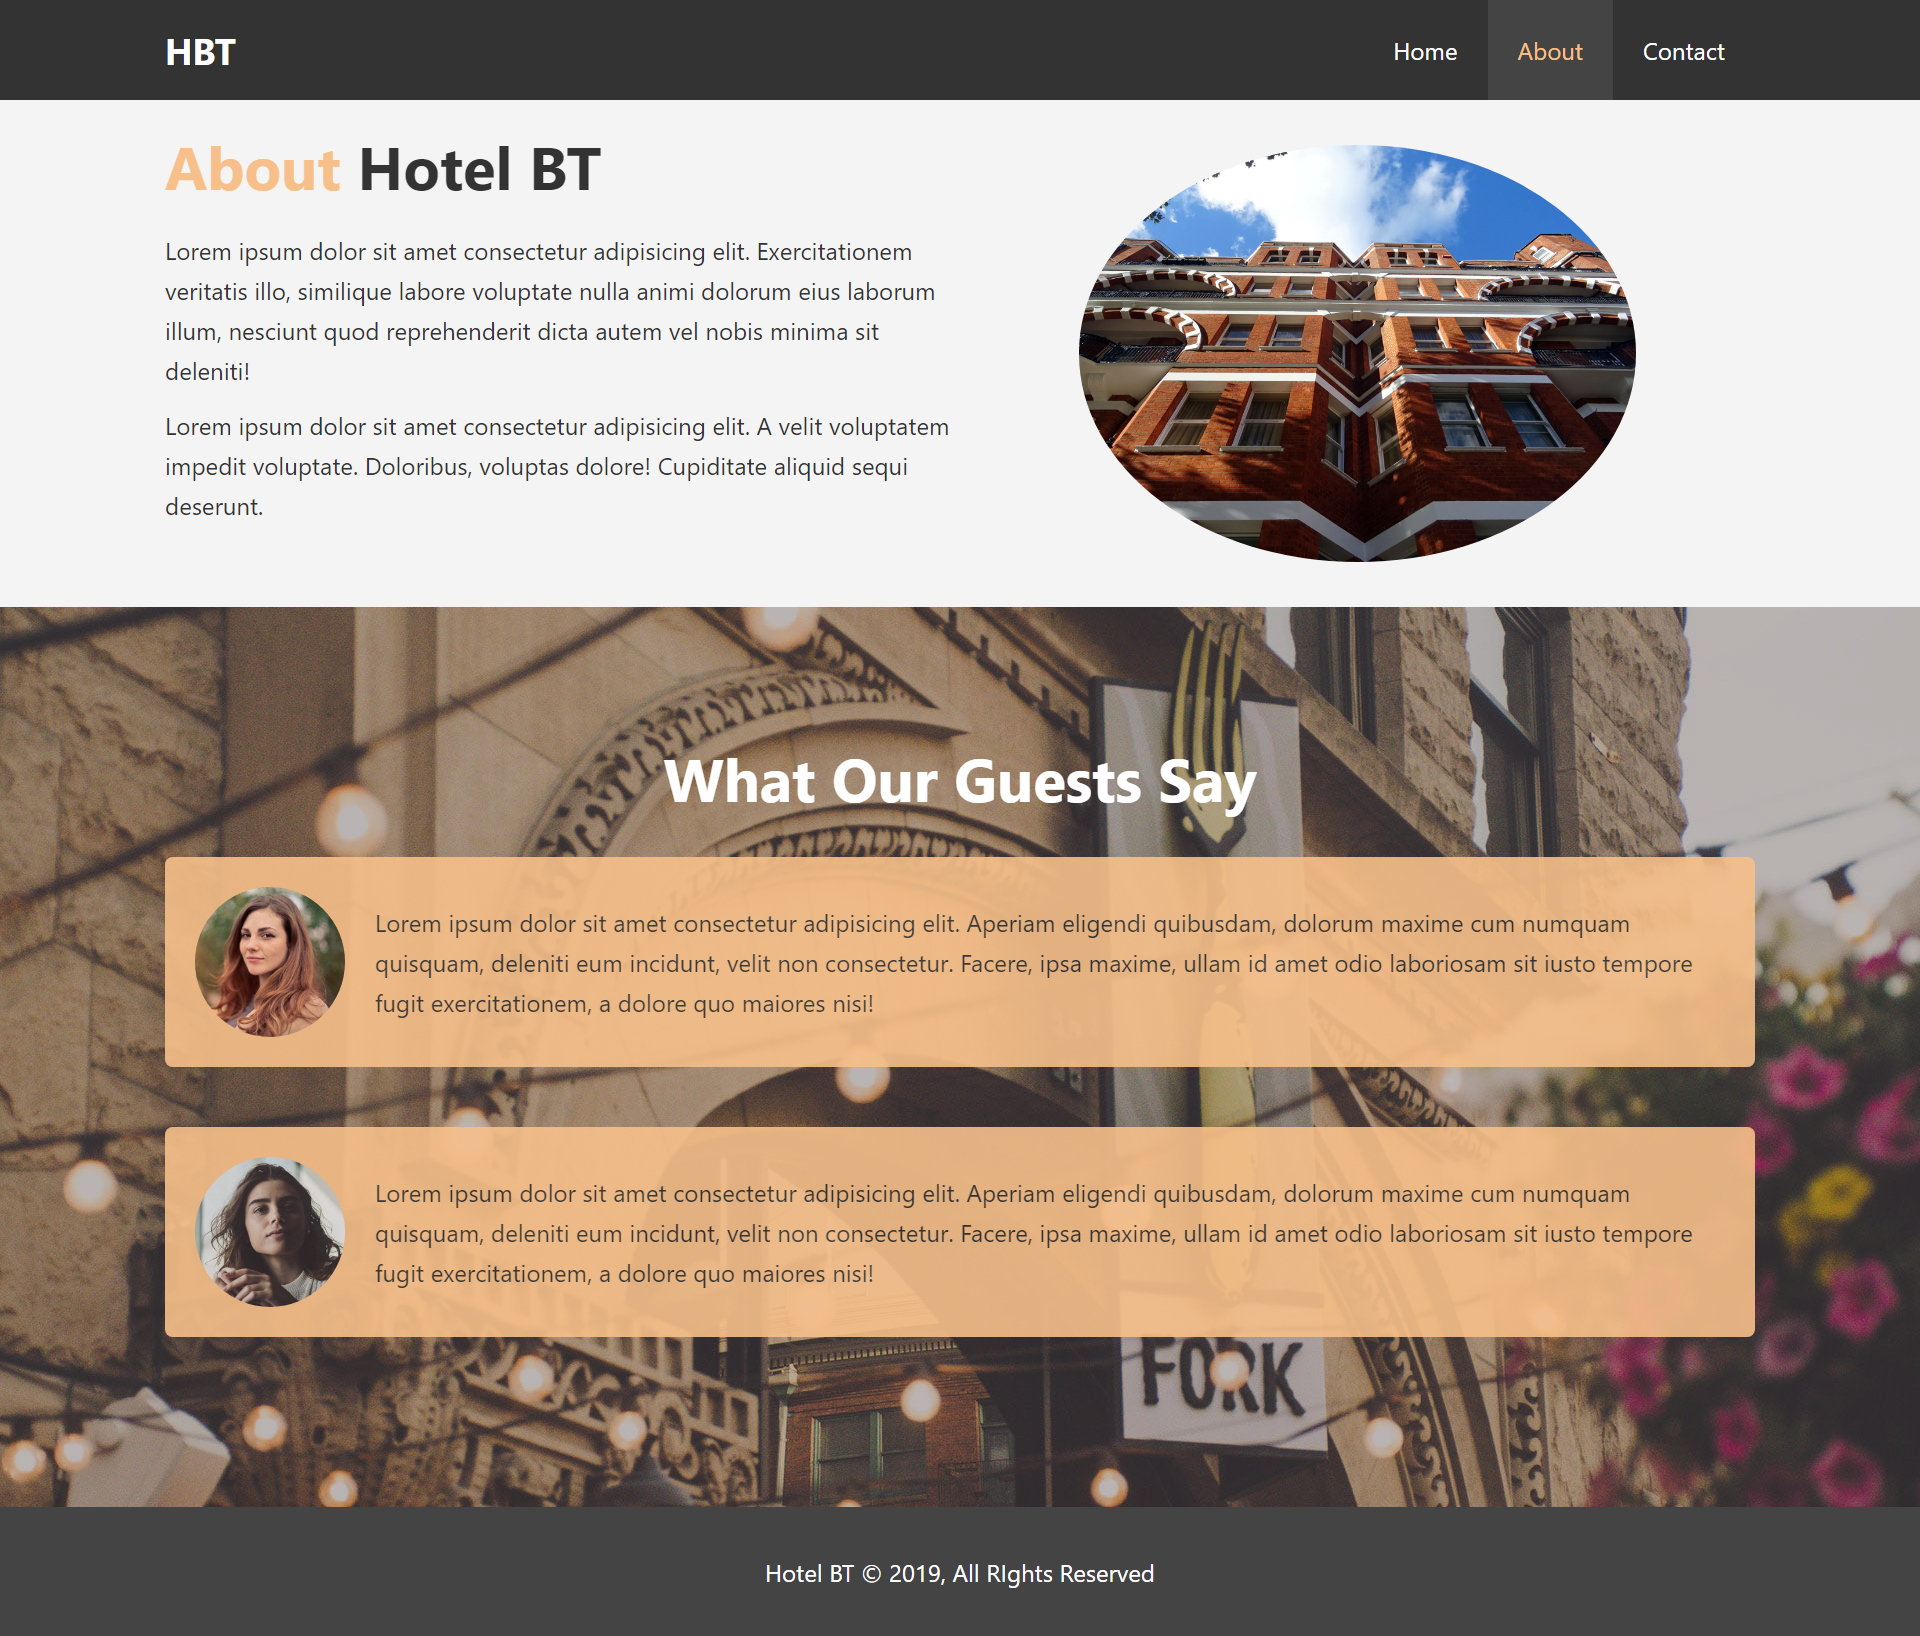 HBT
Home
About
Contact
About Hotel BT
Lorem ipsum dolor sit amet consectetur adipisicing elit. Exercitationem
veritatis illo, similique labore voluptate nulla animi dolorum eius laborum
illum, nesciunt quod reprehenderit dicta autem vel nobis minima sit
deleniti!
Lorem ipsum dolor sit amet consectetur adipisicing elit. A velit voluptatem
impedit voluptate. Doloribus, voluptas dolore! Cupiditate aliquid sequi
deserunt.
What Our Guests Say
Lorem ipsum dolor sit amet consectetur adipisicing elit. Aperiam eligendi quibusdam, dolorum maxime cum numquam
quisquam, deleniti eum incidunt, velit non consectetur. Facere, ipsa maxime, ullam id amet odio laboriosam sit iusto tempore
fugit exercitationem, a dolore quo maiores nisi!
Lorem ipsum dolor sit amet consectetur adipisicing elit. Aperiam eligendi quibusdam, dolorum maxime cum numquam
quisquam, deleniti eum incidunt, velit non consectetur. Facere, ipsa maxime, ullam id amet odio laboriosam sit iusto tempore
fugit exercitationem, a dolore quo maiores nisi!
FORK
Hotel BT © 2019, All RIghts Reserved